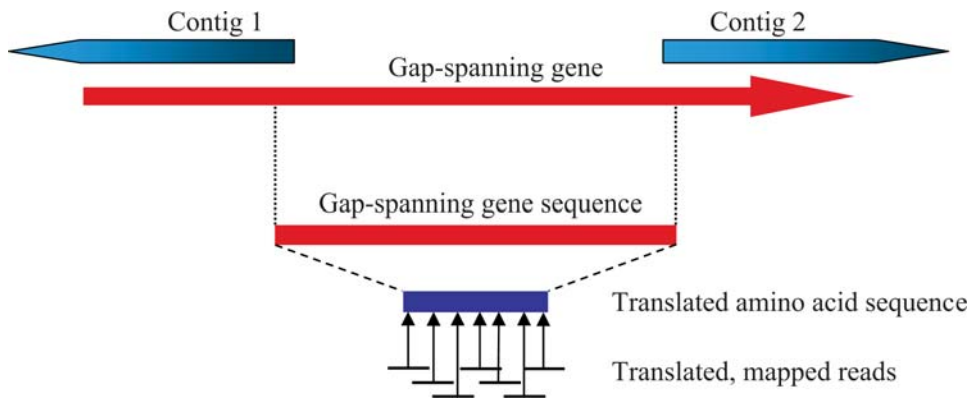 Contig 1
Contig 2
Gap-spanning gene
Gap-spanning gene sequence
Translated amino acid sequence
Translated, mapped reads